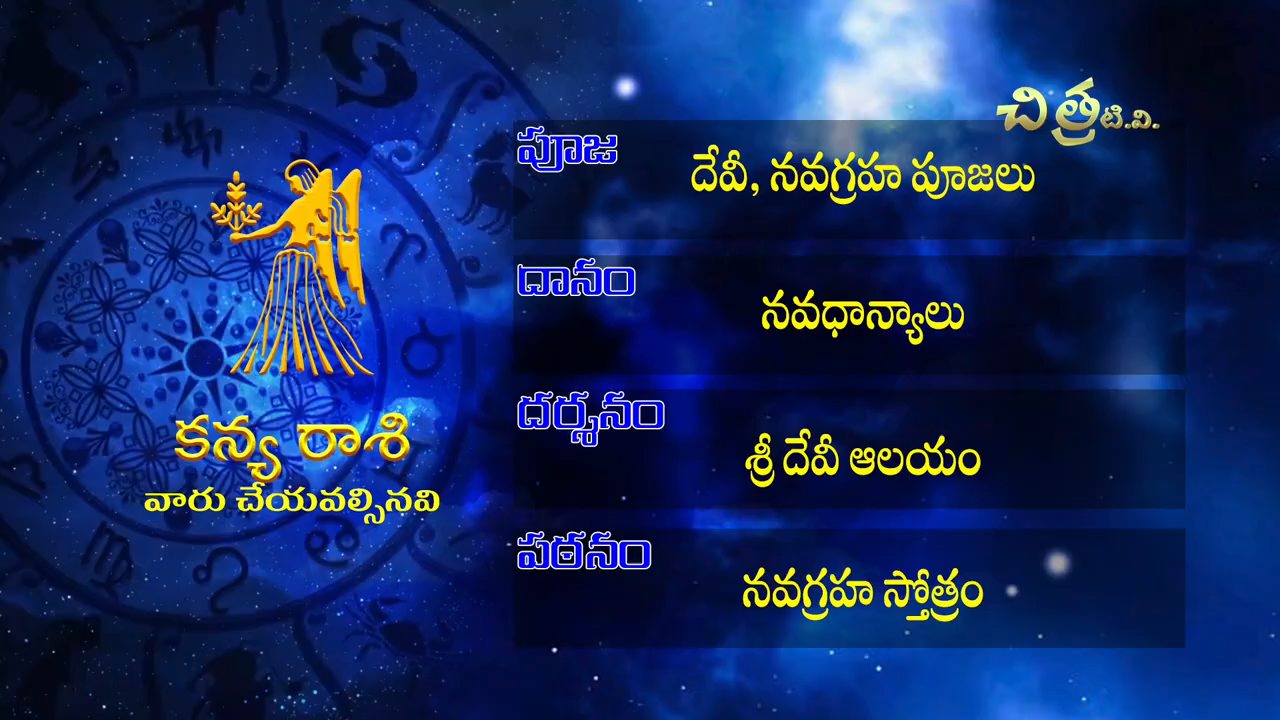 చిత్ర టి.వి.
కన్య రాశి
వారు చేయవల్సినవి
పూజ
దేవీ, నవగ్రహ పూజలు
దానం
నవధాన్యాలు
దర్శనం
శ్రీ దేవీ ఆలయం
పఠనం
నవగ్రహ స్తోత్రం